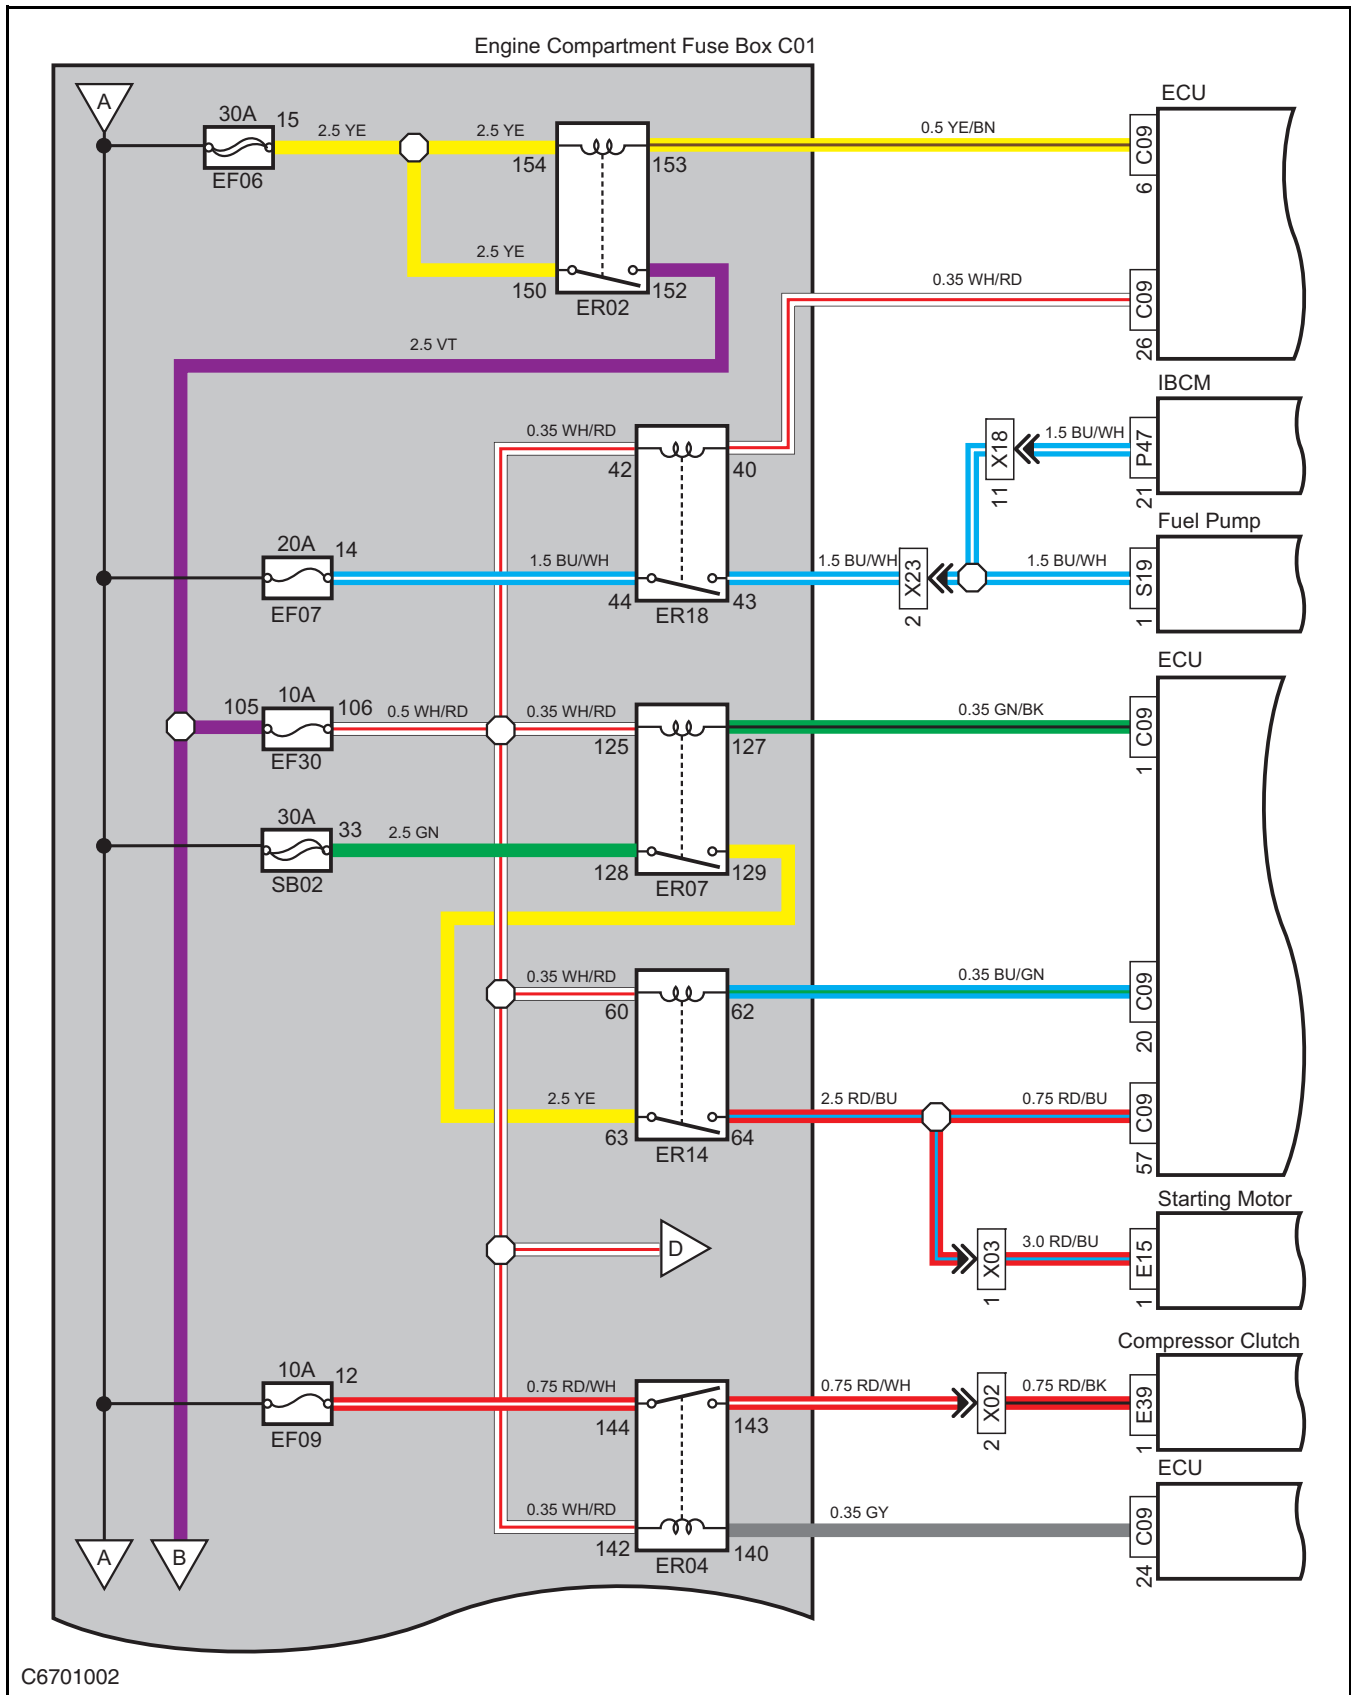 Engine Compartment Fuse Box C01
A
30A
15
2.5 YE
2.5 YE
EF06
154
153
0.5 YE/BN
ECU
C09
6
2.5 YE
150
152
ER02
0.35 WH/RD
C09
26
2.5 VT
0.35 WH/RD
42
40
IBCM
1.5 BU/WH
X18
11
P47
21
20A
14
EF07
1.5 BU/WH
44
43
ER18
1.5 BU/WH
X23
2
1.5 BU/WH
Fuel Pump
S19
1
105
10A
106
EF30
0.5 WH/RD
0.35 WH/RD
125
127
0.35 GN/BK
ECU
C09
1
30A
33
SB02
2.5 GN
128
129
ER07
0.35 WH/RD
60
62
0.35 BU/GN
C09
20
2.5 YE
63
64
ER14
2.5 RD/BU
0.75 RD/BU
C09
57
D
X03
1
3.0 RD/BU
Starting Motor
E15
1
10A
12
EF09
0.75 RD/WH
144
143
0.75 RD/WH
X02
2
0.75 RD/BK
Compressor Clutch
E39
1
0.35 WH/RD
142
140
ER04
0.35 GY
ECU
C09
24
A
B
C6701002